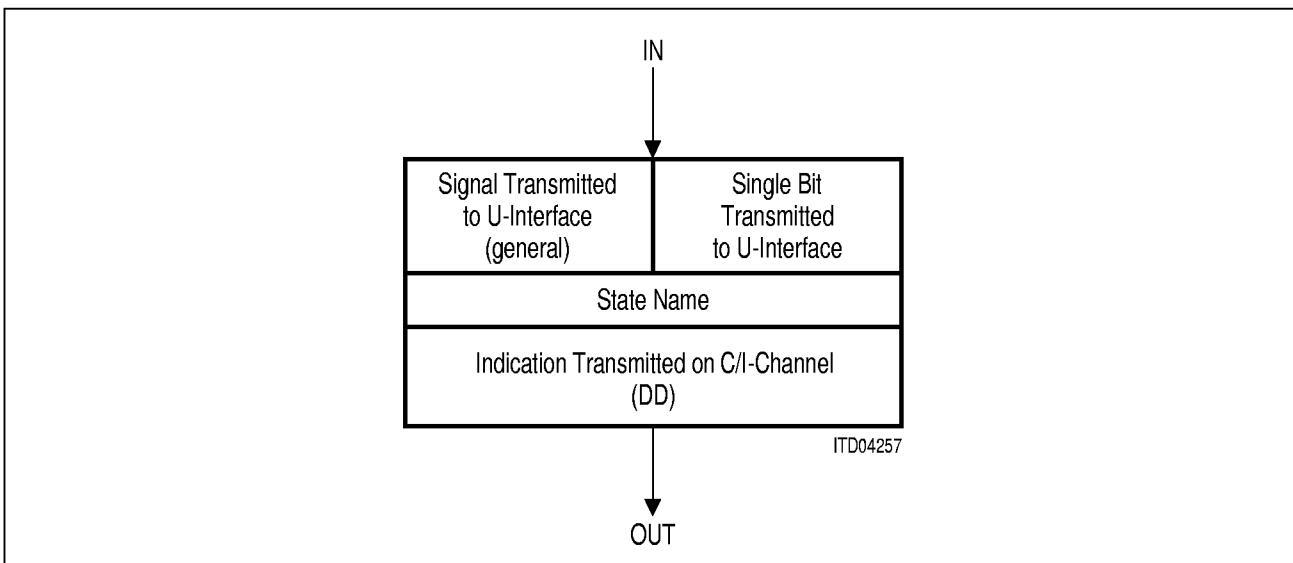 IN
Signal Transmitted
to U-Interface
(general)
Single Bit
Transmitted
to U-Interface
State Name
Indication Transmitted on C/I-Channel
(DD)
ITD04257
OUT